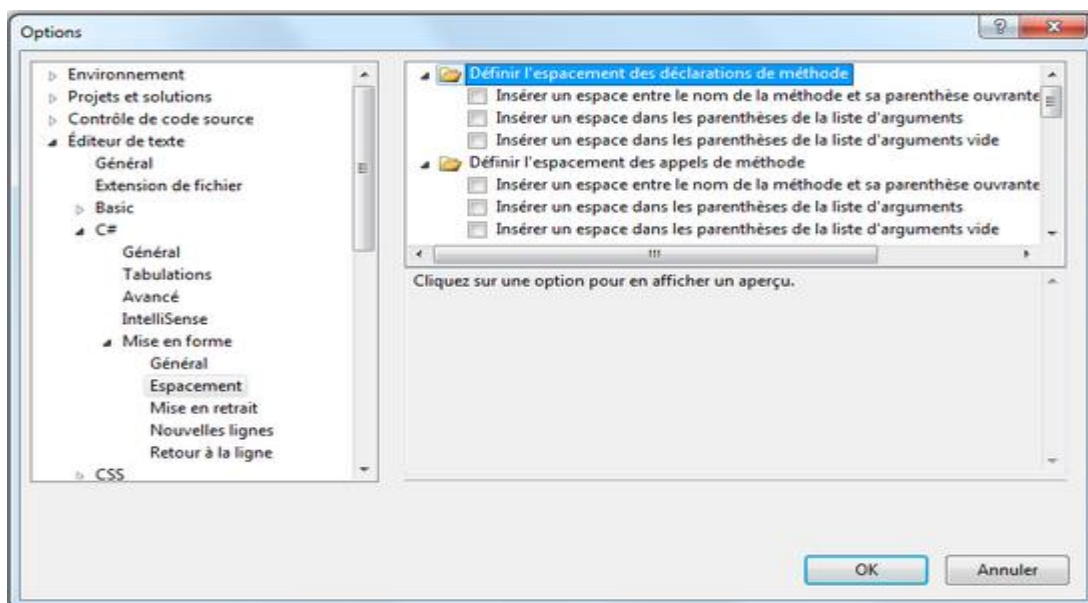 Options
Environnement
Projets et solutions
Contrôle de code source
Éditeur de texte
Général
Extension de fichier
Basic
C#
Général
Tabulations
Avancé
IntelliSense
Mise en forme
Général
Espacement
Mise en retrait
Nouvelles lignes
Retour à la ligne
CSS
Définir l'espacement des déclarations de méthode
Insérer un espace entre le nom de la méthode et sa parenthèse ouvrante
Insérer un espace dans les parenthèses de la liste d'arguments
Insérer un espace dans les parenthèses de la liste d'arguments vide
Définir l'espacement des appels de méthode
Insérer un espace entre le nom de la méthode et sa parenthèse ouvrante
Insérer un espace dans les parenthèses de la liste d'arguments
Insérer un espace dans les parenthèses de la liste d'arguments vide
Cliquez sur une option pour en afficher un aperçu.
OK
Annuler